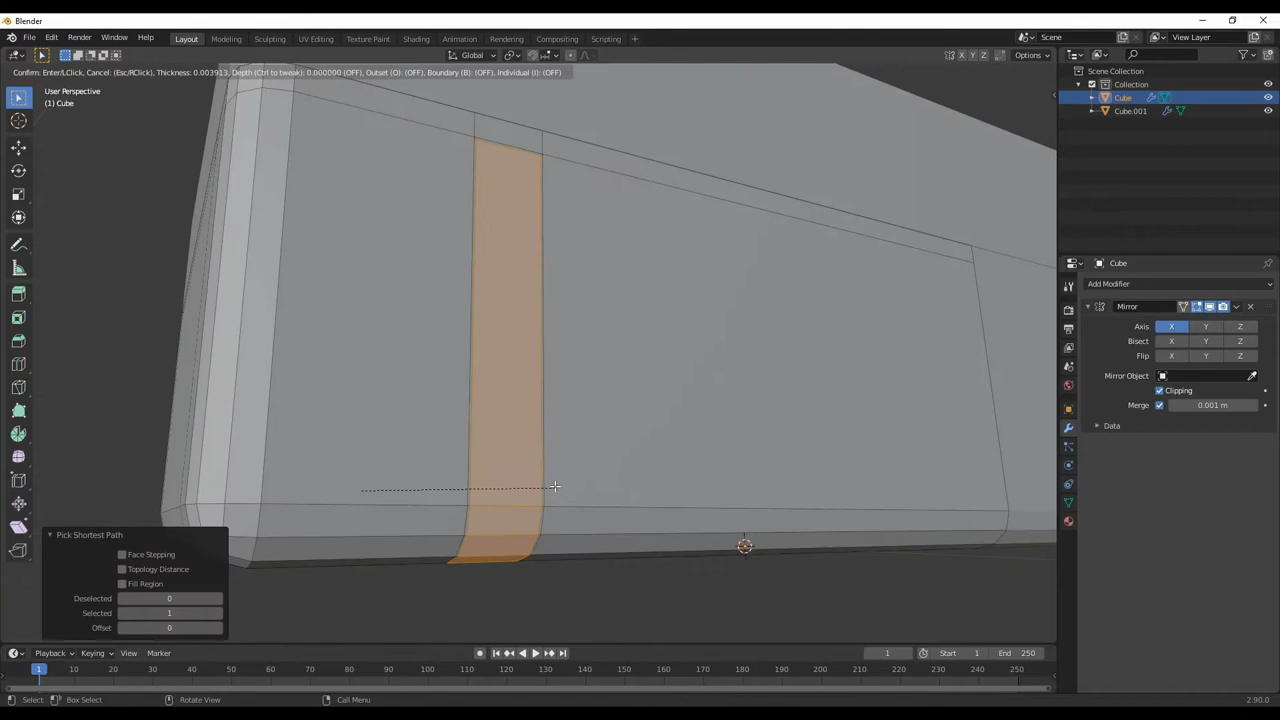 Blender
File Edit Render Window Help Layout Modeling Sculpting UV Editing Texture Paint Shading Animation Rendering Compositing Scripting + Scene View Layer
Global Options X Y Z
Confirm: Enter/LClick, Cancel: (Esc/RClick), Thickness: 0.003913, Depth (Ctrl to tweak): 0.000000 (OFF), Outset (O): (OFF), Boundary (B): (OFF), Individual (I): (OFF)
User Perspective
(1) Cube
Scene Collection
Collection
Cube
Cube.001
Cube
Add Modifier
Mirror
Axis X Y Z
Bisect X Y Z
Flip X Y Z
Mirror Object
Clipping
Merge 0.001 m
Data
Pick Shortest Path
Face Stepping
Topology Distance
Fill Region
Deselected 0
Selected 1
Offset 0
Playback Keying View Marker 1 Start 1 End 250
1 10 20 30 40 50 60 70 80 90 100 110 120 130 140 150 160 170 180 190 200 210 220 230 240 250
Select Box Select Rotate View Call Menu 2.90.0